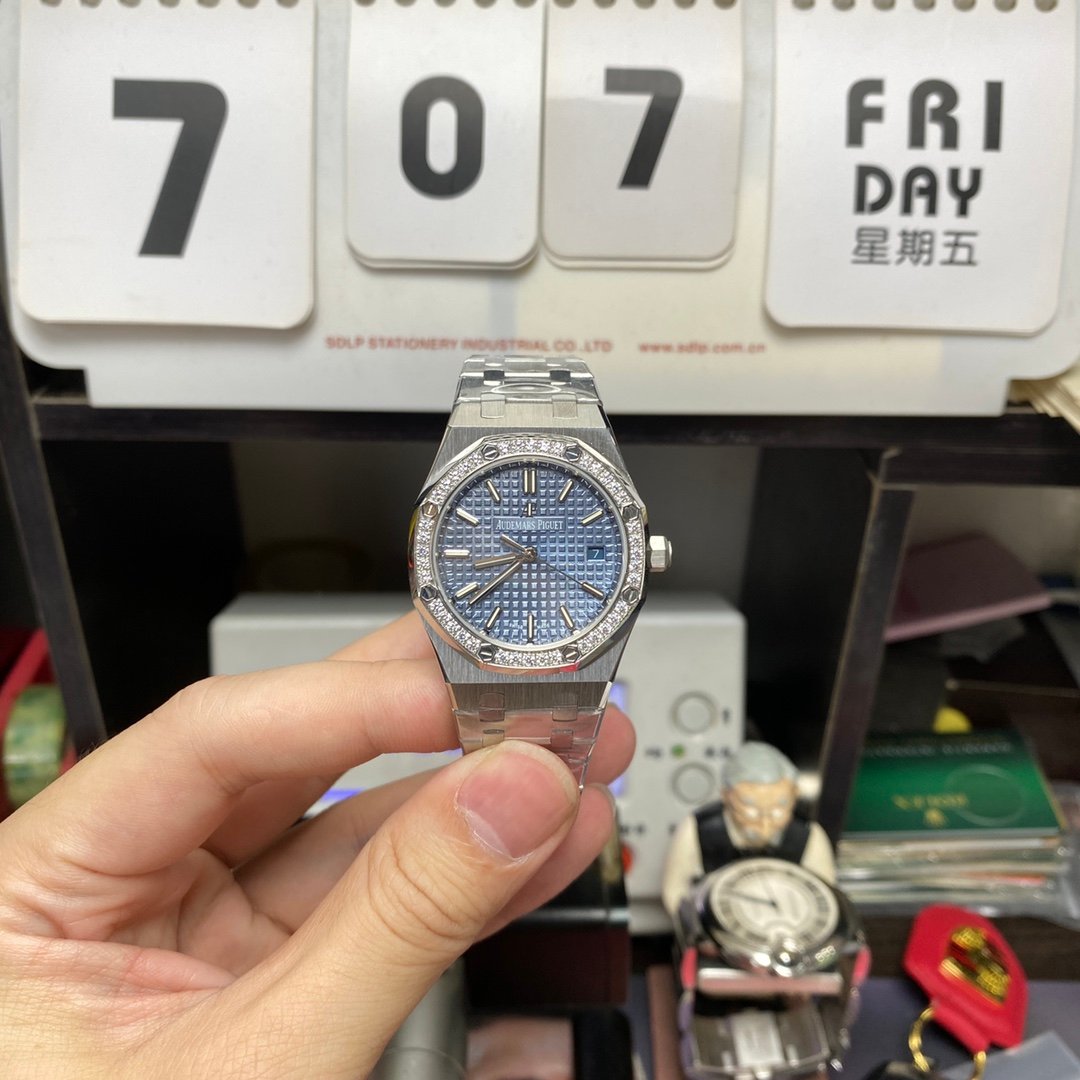 7
0
7
FRI
DAY
星期五
SDLP STATIONERY INDUSTRIAL CO.,LTD www.sdlp.com.cn
AUDEMARS PIGUET
7